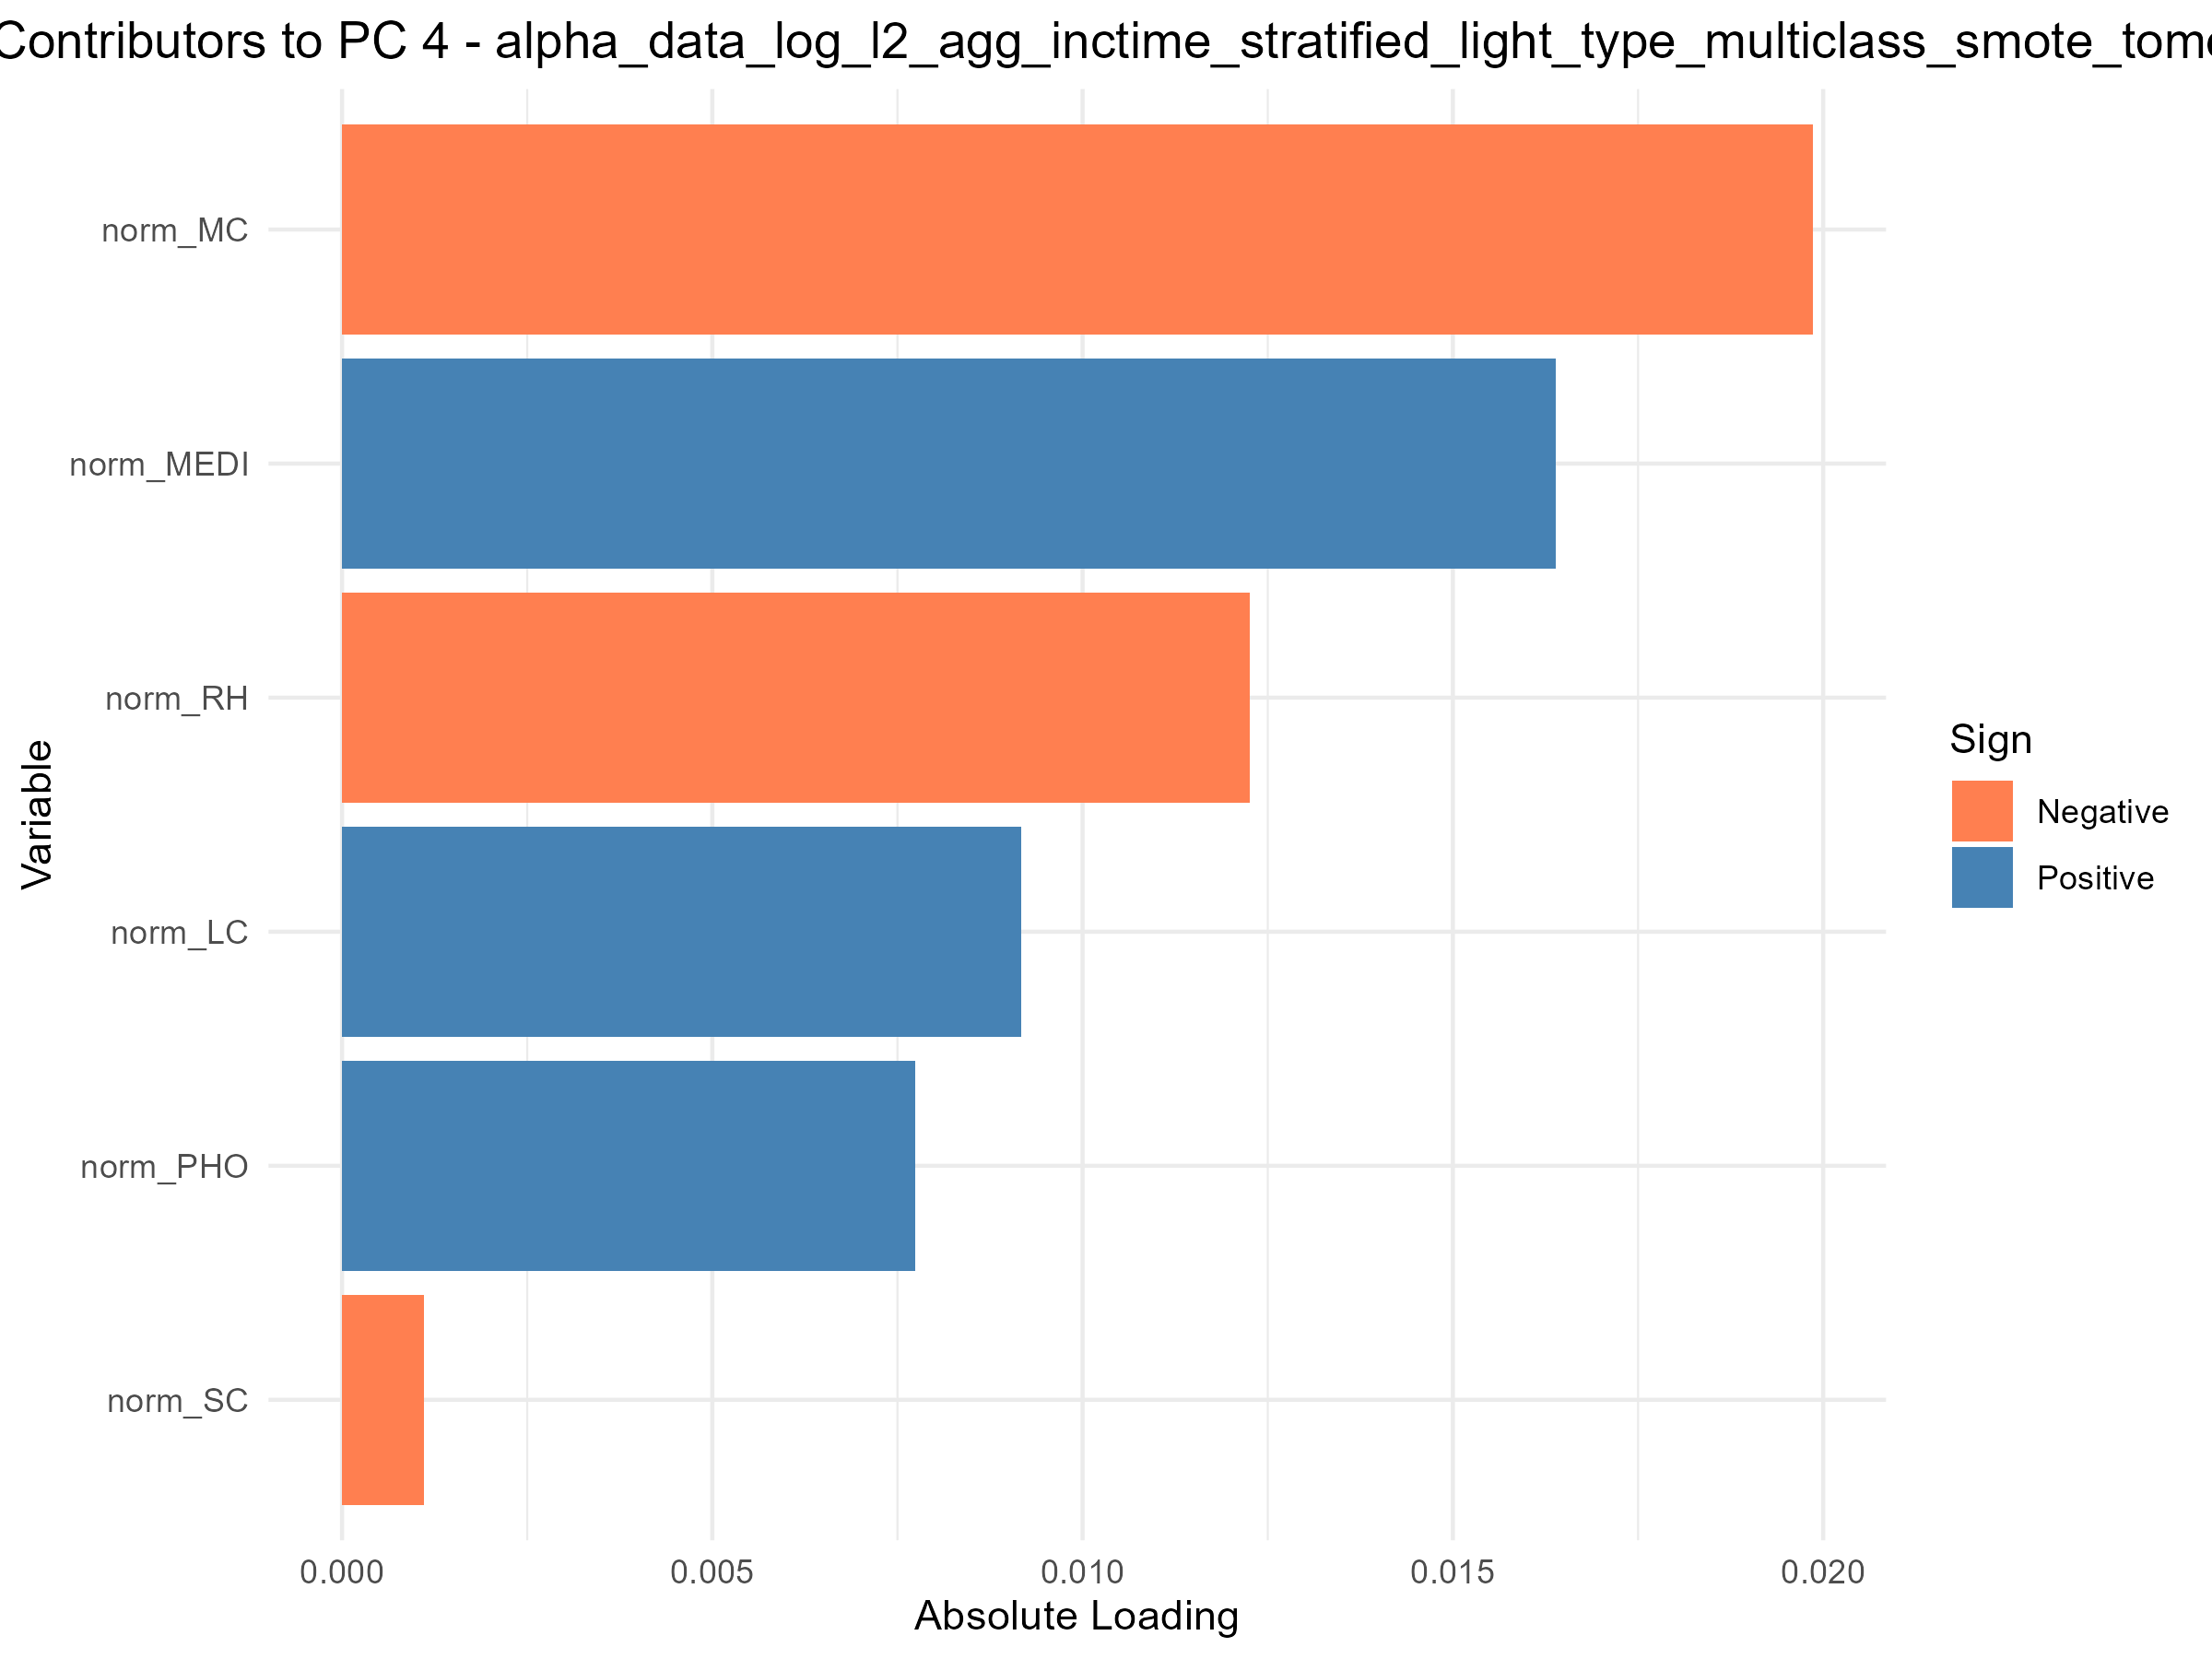 Contributors to PC 4 - alpha_data_log_l2_agg_inctime_stratified_light_type_multiclass_smote_tome
norm_MC
norm_MEDI
norm_RH
norm_LC
norm_PHO
norm_SC
Variable
0.000 0.005 0.010 0.015 0.020
Absolute Loading
Sign
Negative
Positive